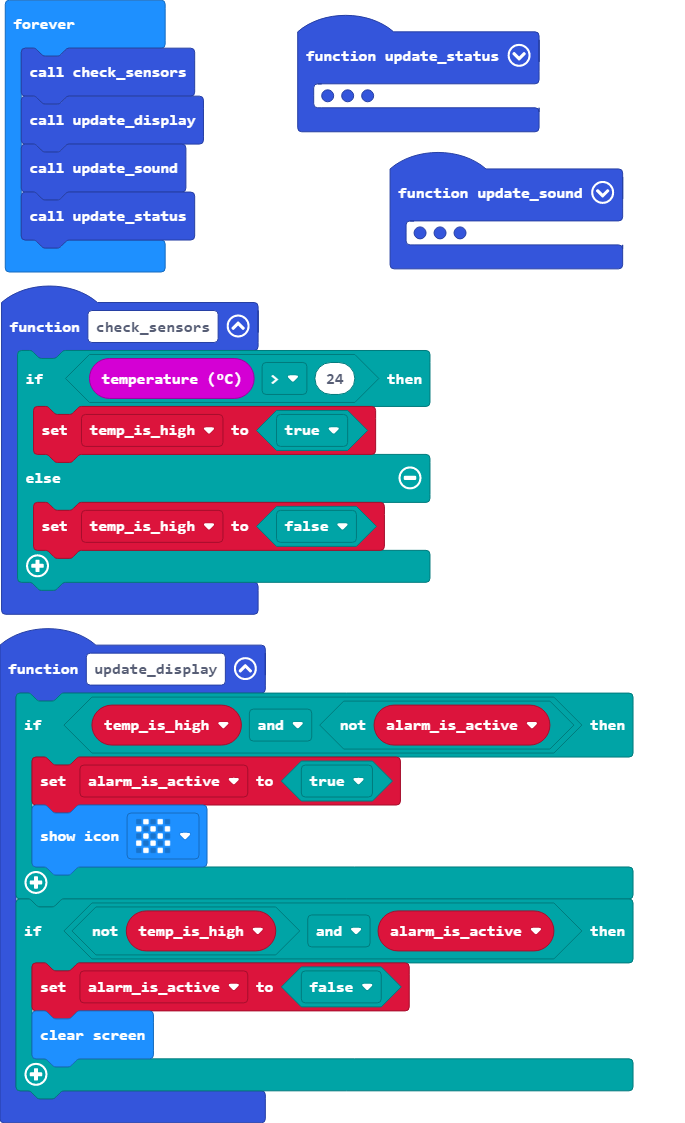 forever
call check_sensors
call update_display
call update_sound
call update_status
function update_status
function update_sound
function check_sensors
if temperature (ºC) > 24 then
set temp_is_high to true
else
set temp_is_high to false
function update_display
if temp_is_high and not alarm_is_active then
set alarm_is_active to true
show icon
if not temp_is_high and alarm_is_active then
set alarm_is_active to false
clear screen